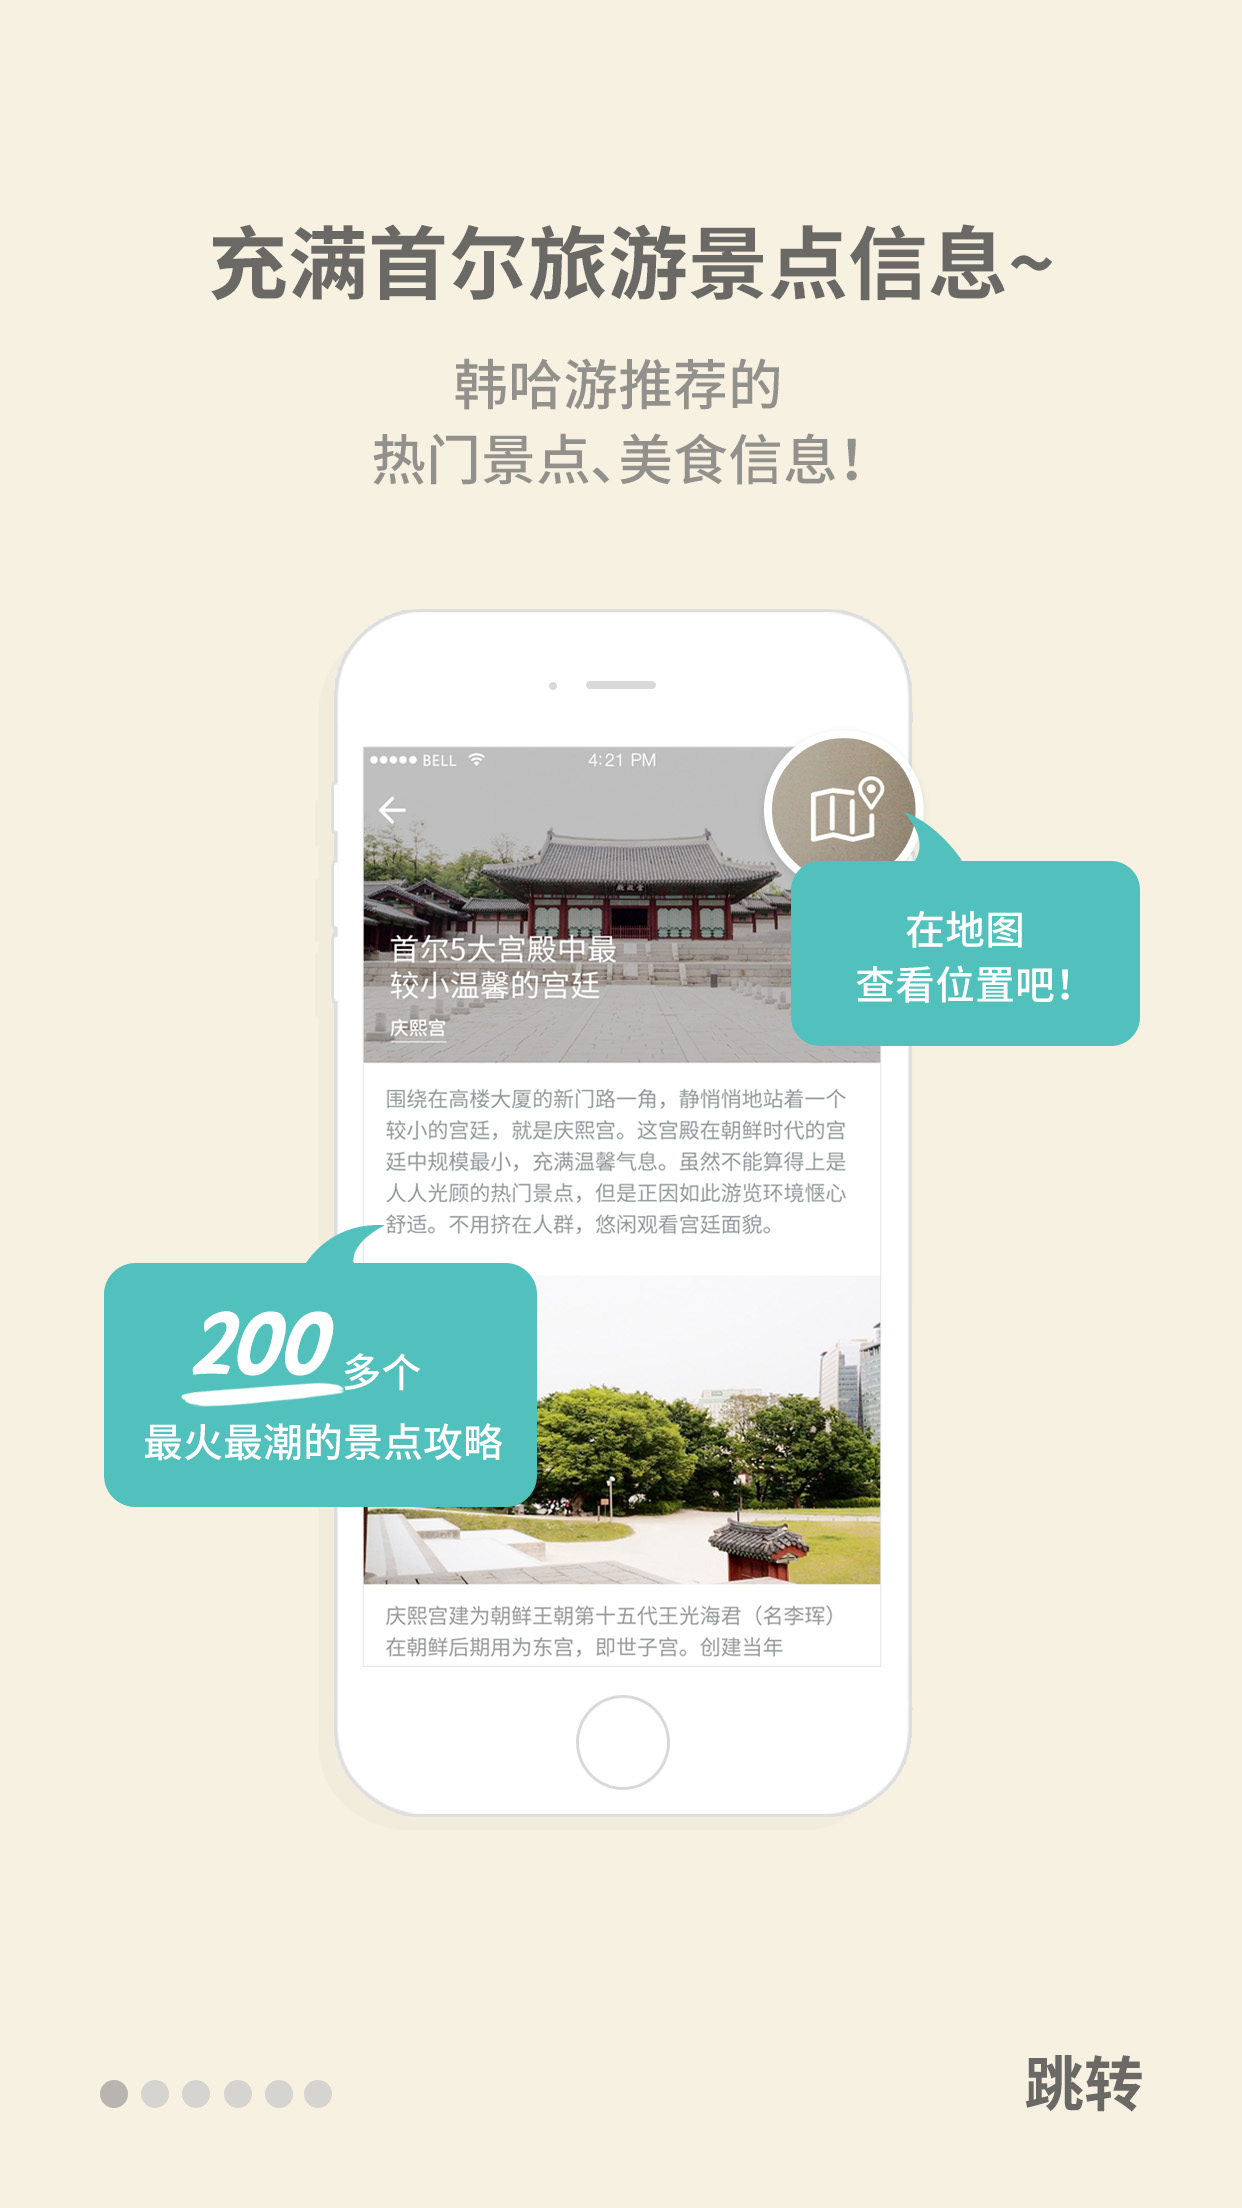 充满首尔旅游景点信息~
韩哈游推荐的
热门景点、美食信息!
BELL 4:21 PM
首尔5大宫殿中最
较小温馨的宫廷
庆熙宫
在地图
查看位置吧!
围绕在高楼大厦的新门路一角，静悄悄地站着一个
较小的宫廷，就是庆熙宫。这宫殿在朝鲜时代的宫
廷中规模最小，充满温馨气息。虽然不能算得上是
人人光顾的热门景点，但是正因如此游览环境惬心
舒适。不用挤在人群，悠闲观看宫廷面貌。
200多个
最火最潮的景点攻略
庆熙宫建为朝鲜王朝第十五代王光海君（名李珲）
在朝鲜后期用为东宫，即世子宫。创建当年
跳转